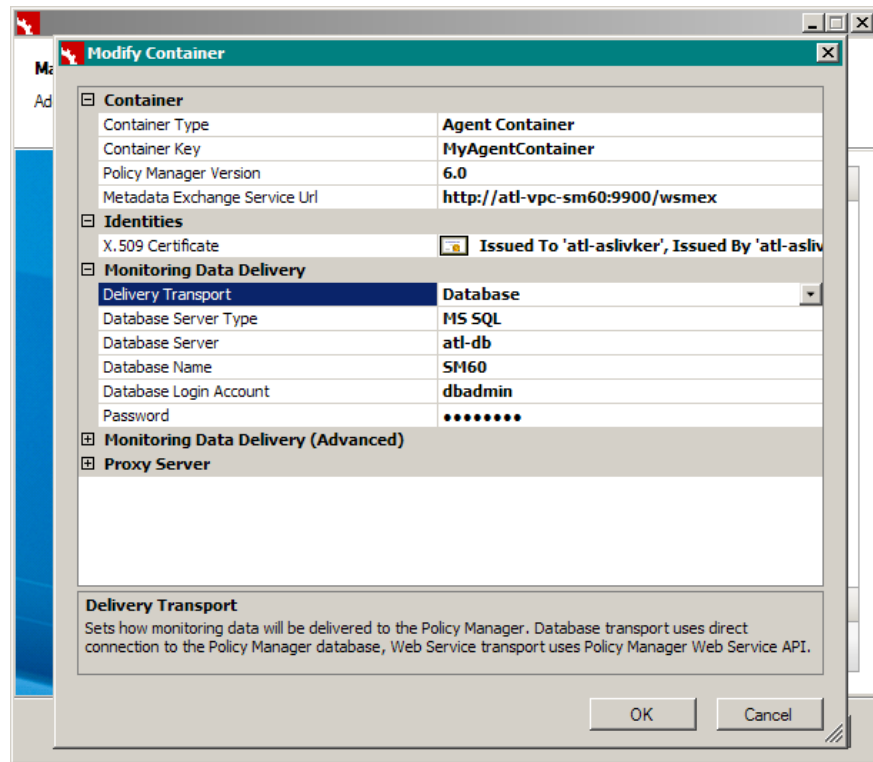 Modify Container
Container
Container Type Agent Container
Container Key MyAgentContainer
Policy Manager Version 6.0
Metadata Exchange Service Url http://atl-vpc-sm60:9900/wsmex
Identities
X.509 Certificate Issued To 'atl-aslivker', Issued By 'atl-asliv
Monitoring Data Delivery
Delivery Transport Database
Database Server Type MS SQL
Database Server atl-db
Database Name SM60
Database Login Account dbadmin
Password ●●●●●●●●
Monitoring Data Delivery (Advanced)
Proxy Server
Delivery Transport
Sets how monitoring data will be delivered to the Policy Manager. Database transport uses direct
connection to the Policy Manager database, Web Service transport uses Policy Manager Web Service API.
OK Cancel